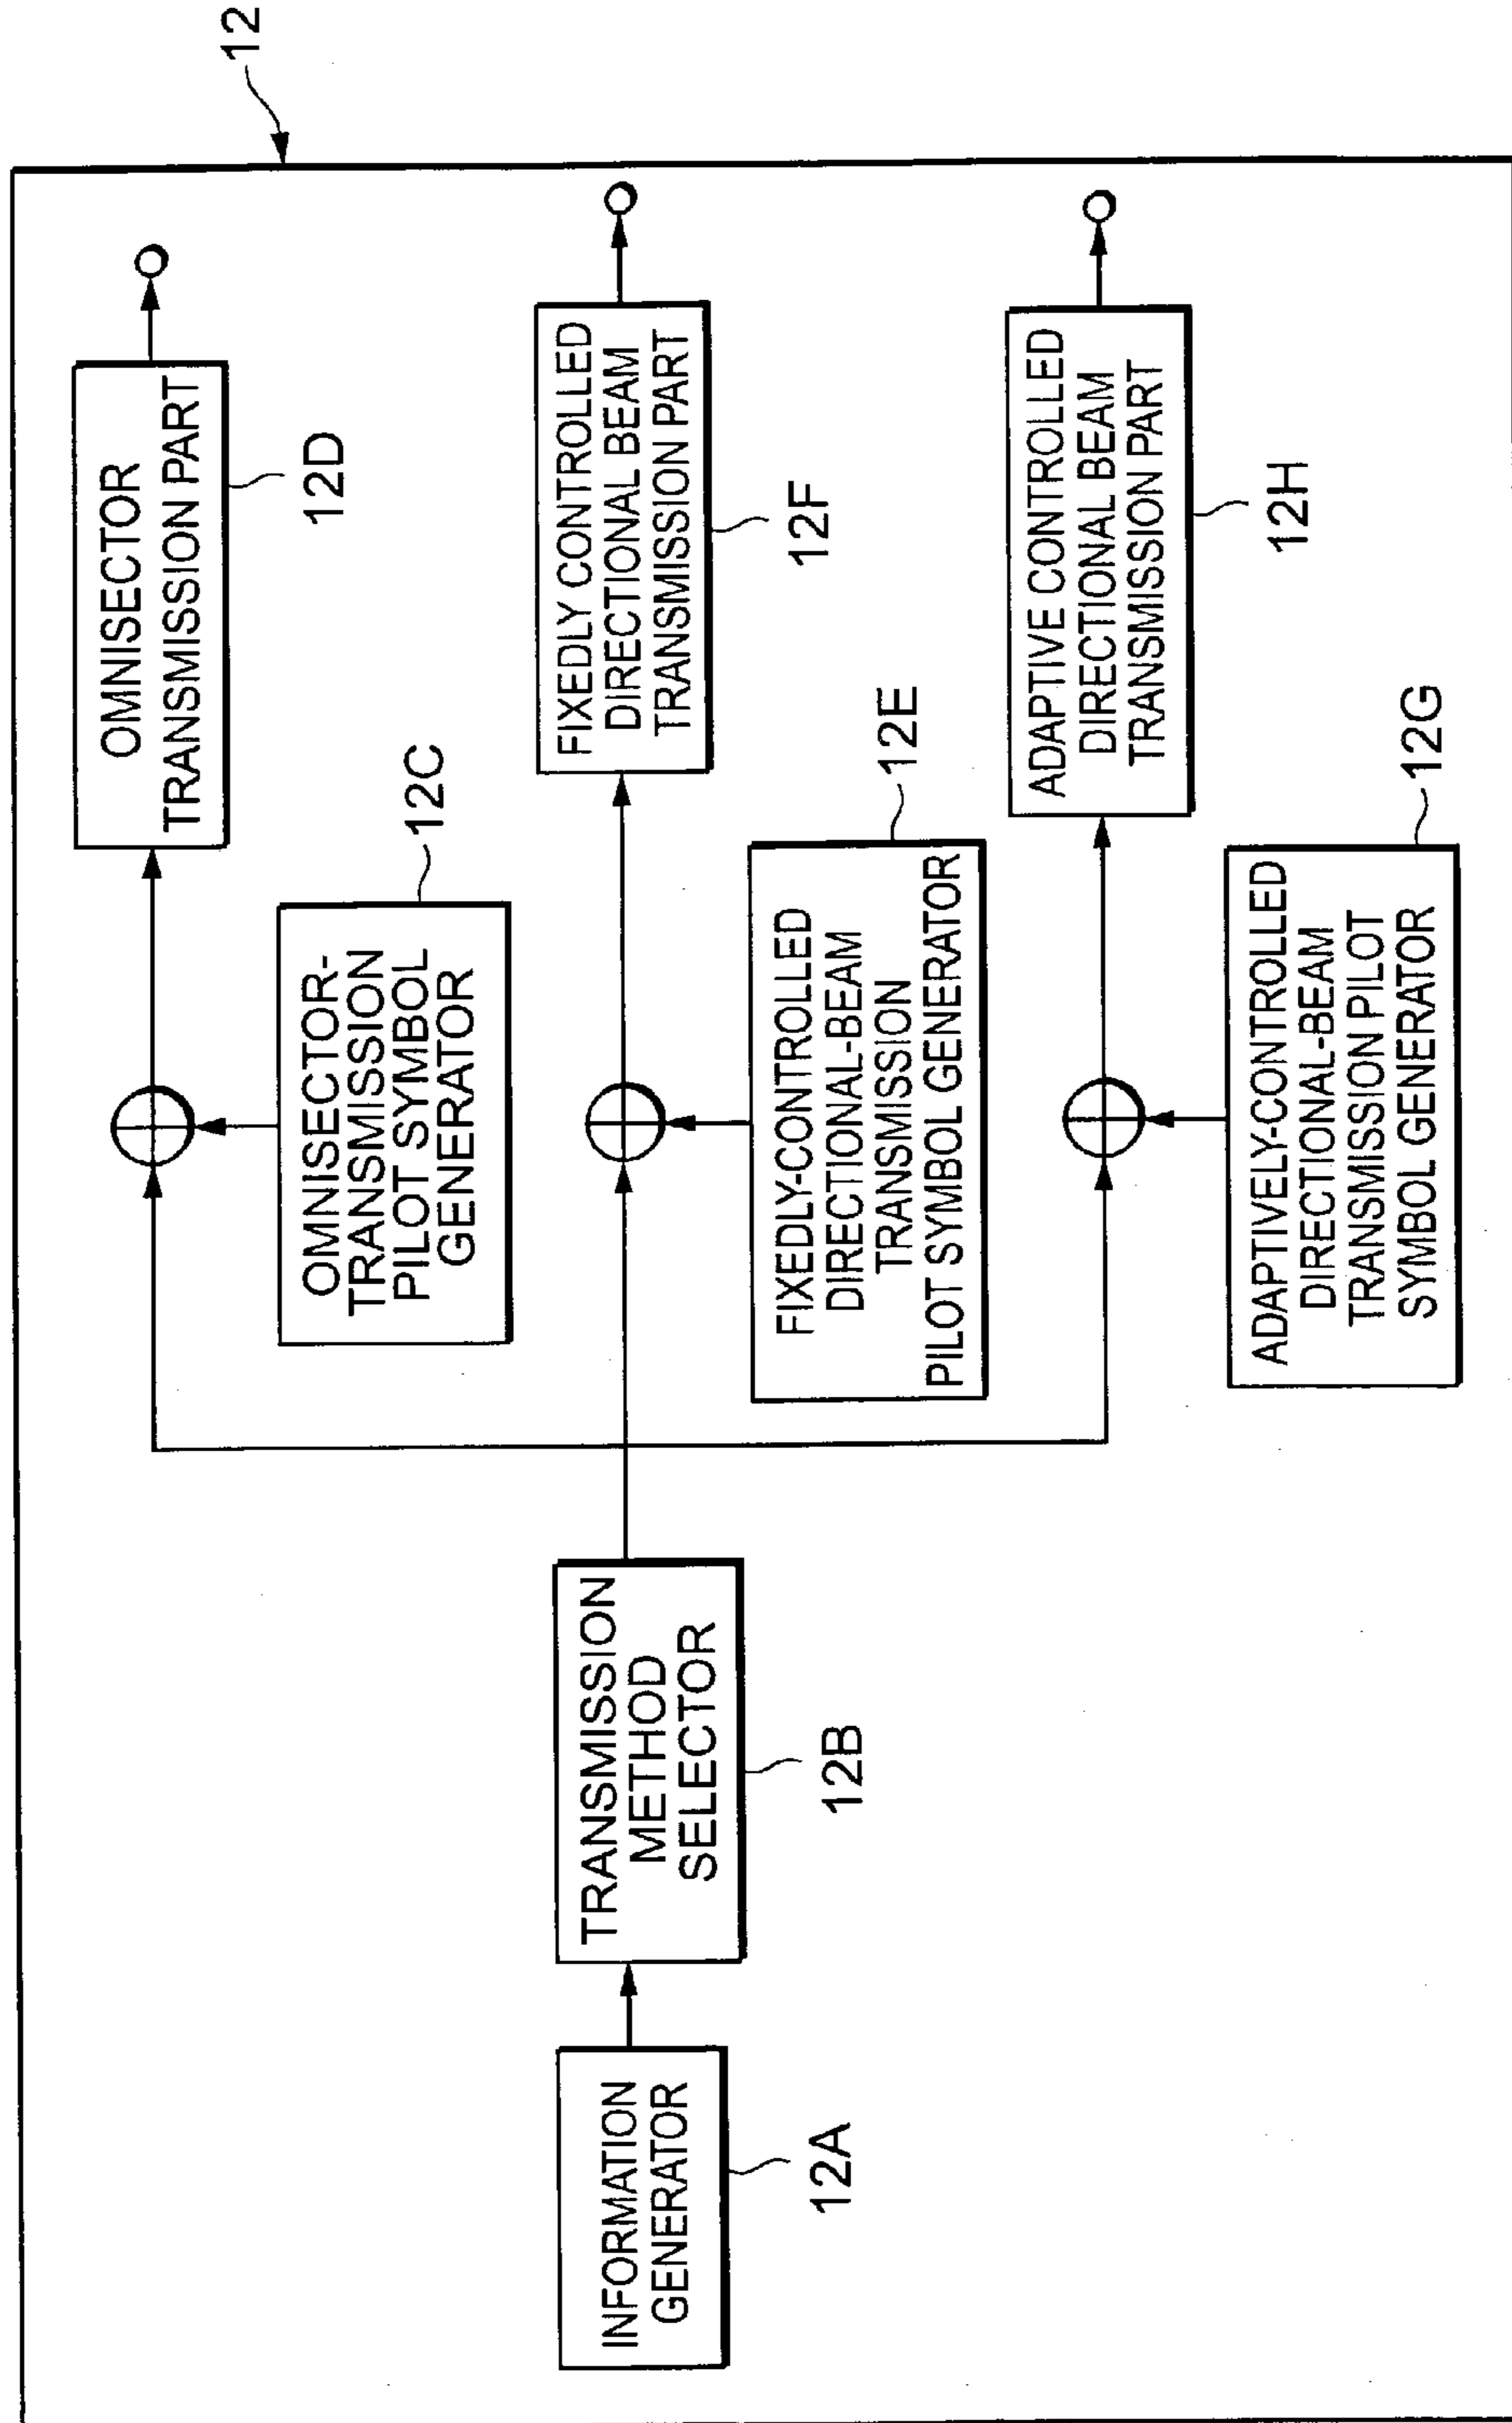 12
INFORMATION
GENERATOR
12A
TRANSMISSION
METHOD
SELECTOR
12B
OMNISECTOR-
TRANSMISSION
PILOT SYMBOL
GENERATOR
12C
OMNISECTOR
TRANSMISSION PART
12D
FIXEDLY-CONTROLLED
DIRECTIONAL-BEAM
TRANSMISSION
PILOT SYMBOL GENERATOR
12E
FIXEDLY CONTROLLED
DIRECTIONAL BEAM
TRANSMISSION PART
12F
ADAPTIVELY-CONTROLLED
DIRECTIONAL-BEAM
TRANSMISSION PILOT
SYMBOL GENERATOR
12G
ADAPTIVE CONTROLLED
DIRECTIONAL BEAM
TRANSMISSION PART
12H